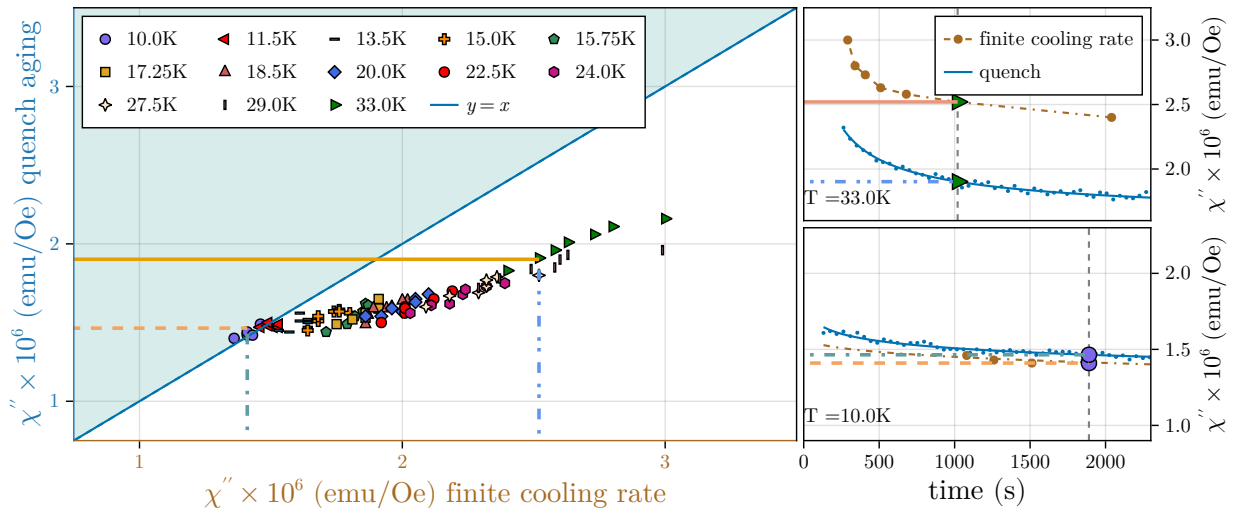 χ'' × 10⁶ (emu/Oe) quench aging
3
2
1
10.0K 11.5K 13.5K 15.0K 15.75K
17.25K 18.5K 20.0K 22.5K 24.0K
27.5K 29.0K 33.0K y = x
1 2 3
χ'' × 10⁶ (emu/Oe) finite cooling rate
finite cooling rate
quench
T =33.0K
3.0
2.5
2.0
χ'' × 10⁶ (emu/Oe)
T =10.0K
2.0
1.5
1.0
χ'' × 10⁶ (emu/Oe)
0 500 1000 1500 2000
time (s)